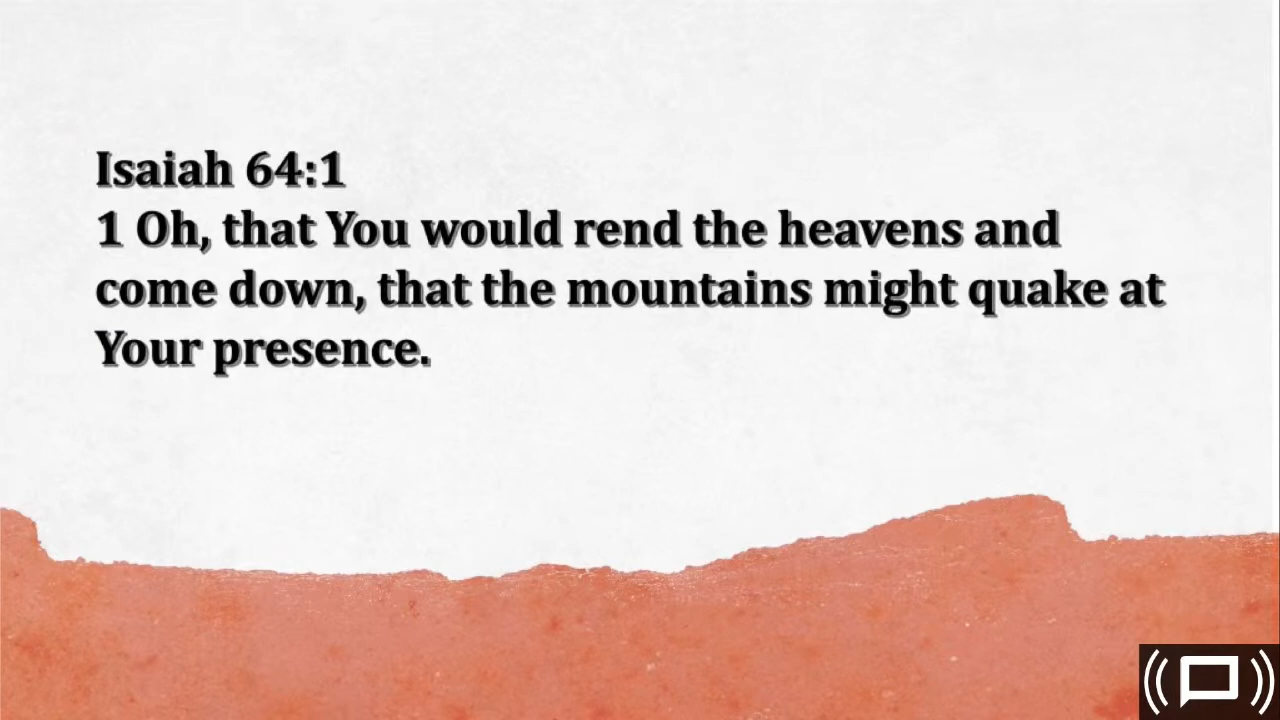 Isaiah 64:1
1 Oh, that You would rend the heavens and
come down, that the mountains might quake at
Your presence.